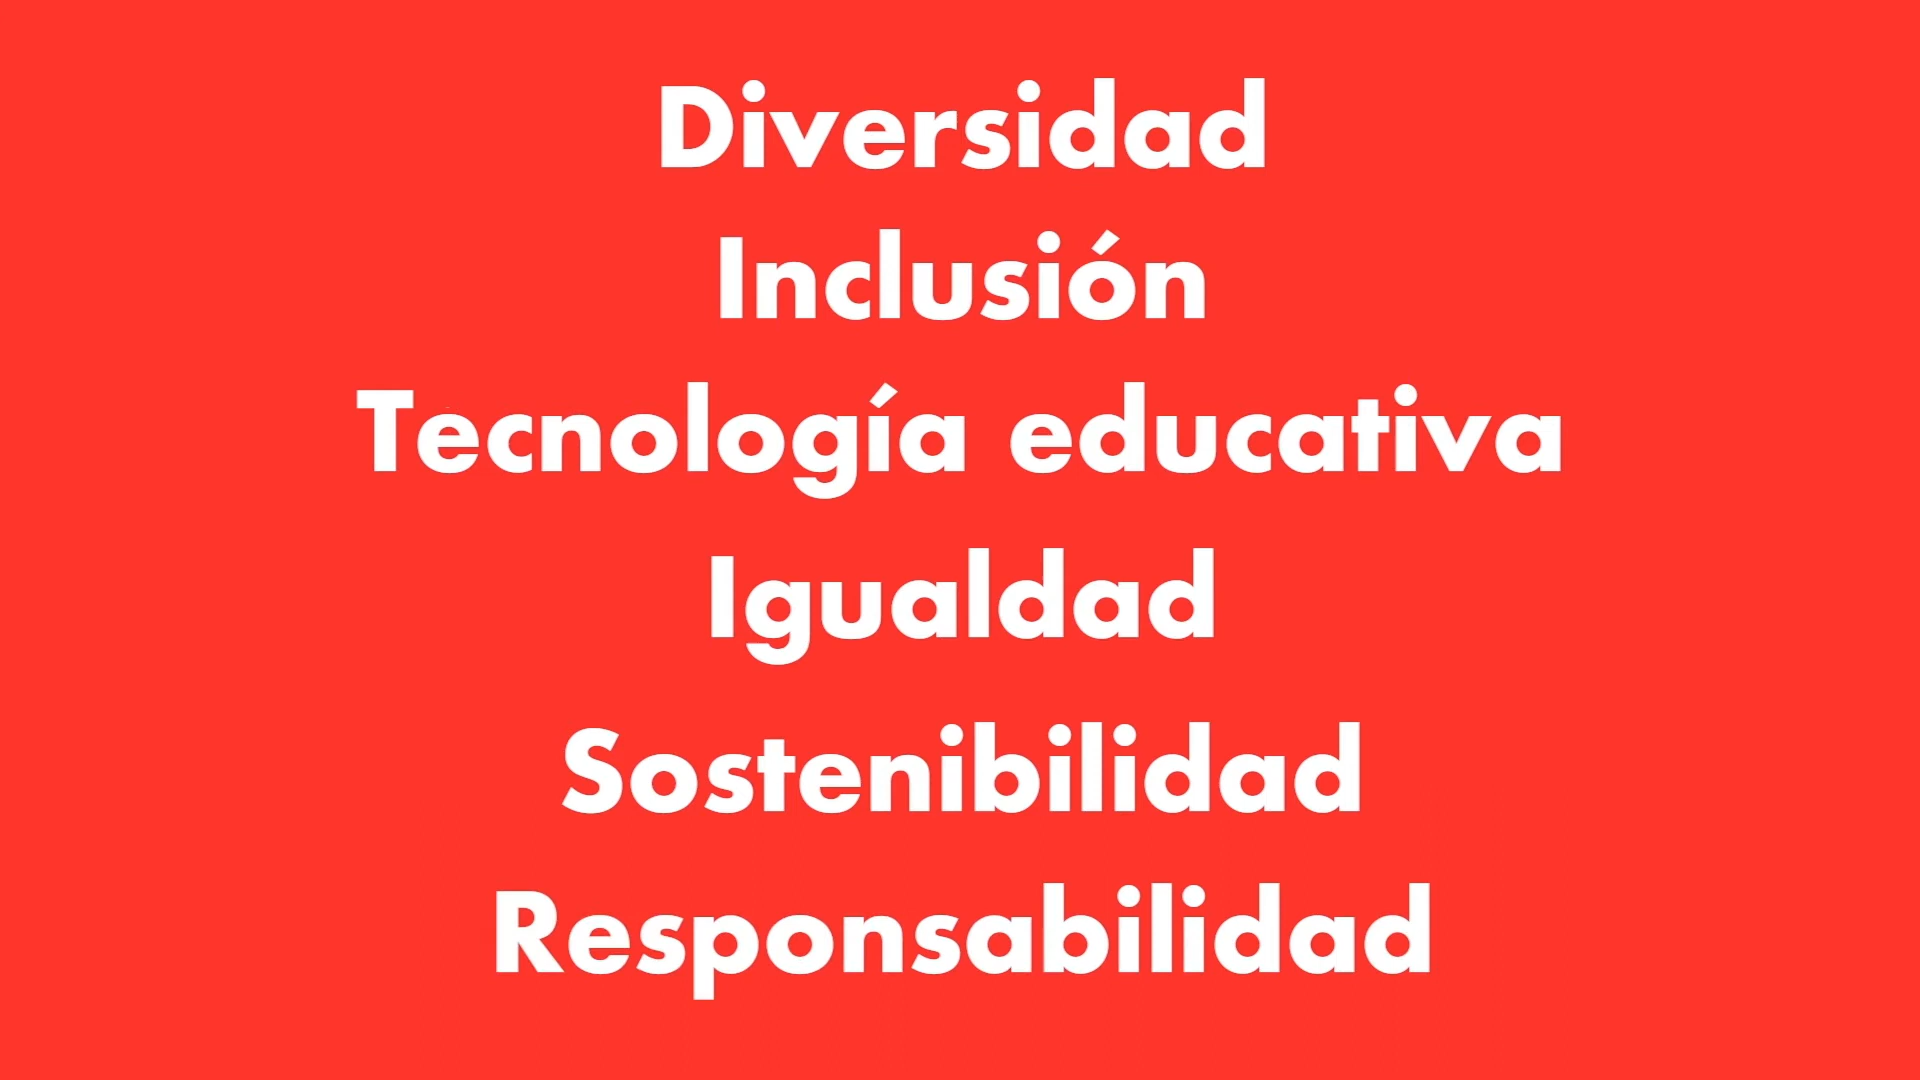 Diversidad
Inclusión
Tecnología educativa
Igualdad
Sostenibilidad
Responsabilidad